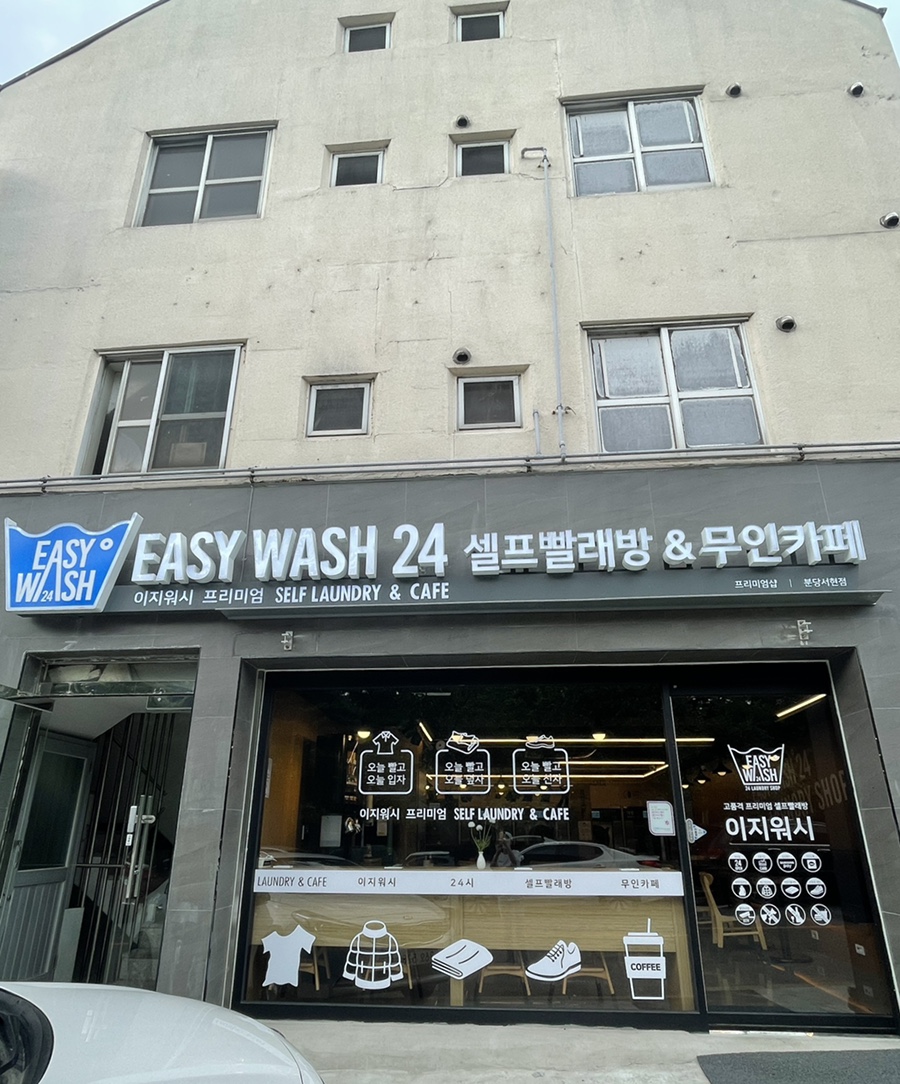 EASY
WASH
24
EASY WASH 24 셀프빨래방 & 무인카페
이지워시 프리미엄 SELF LAUNDRY & CAFE
프리미엄샵 | 분당서현점
오늘 빨고
오늘 입자
오늘 빨고
오늘 덮자
오늘 빨고
오늘 신자
이지워시 프리미엄 SELF LAUNDRY & CAFE
EASY
WASH
24 LAUNDRY SHOP
고품격 프리미엄 셀프빨래방
이지워시
LAUNDRY & CAFE 이지워시 24시 셀프빨래방 무인카페
COFFEE